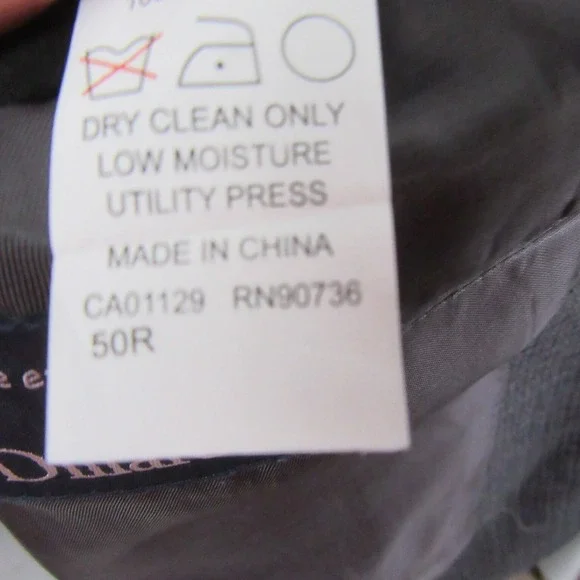 DRY CLEAN ONLY
LOW MOISTURE
UTILITY PRESS
MADE IN CHINA
CA01129 RN90736
50R